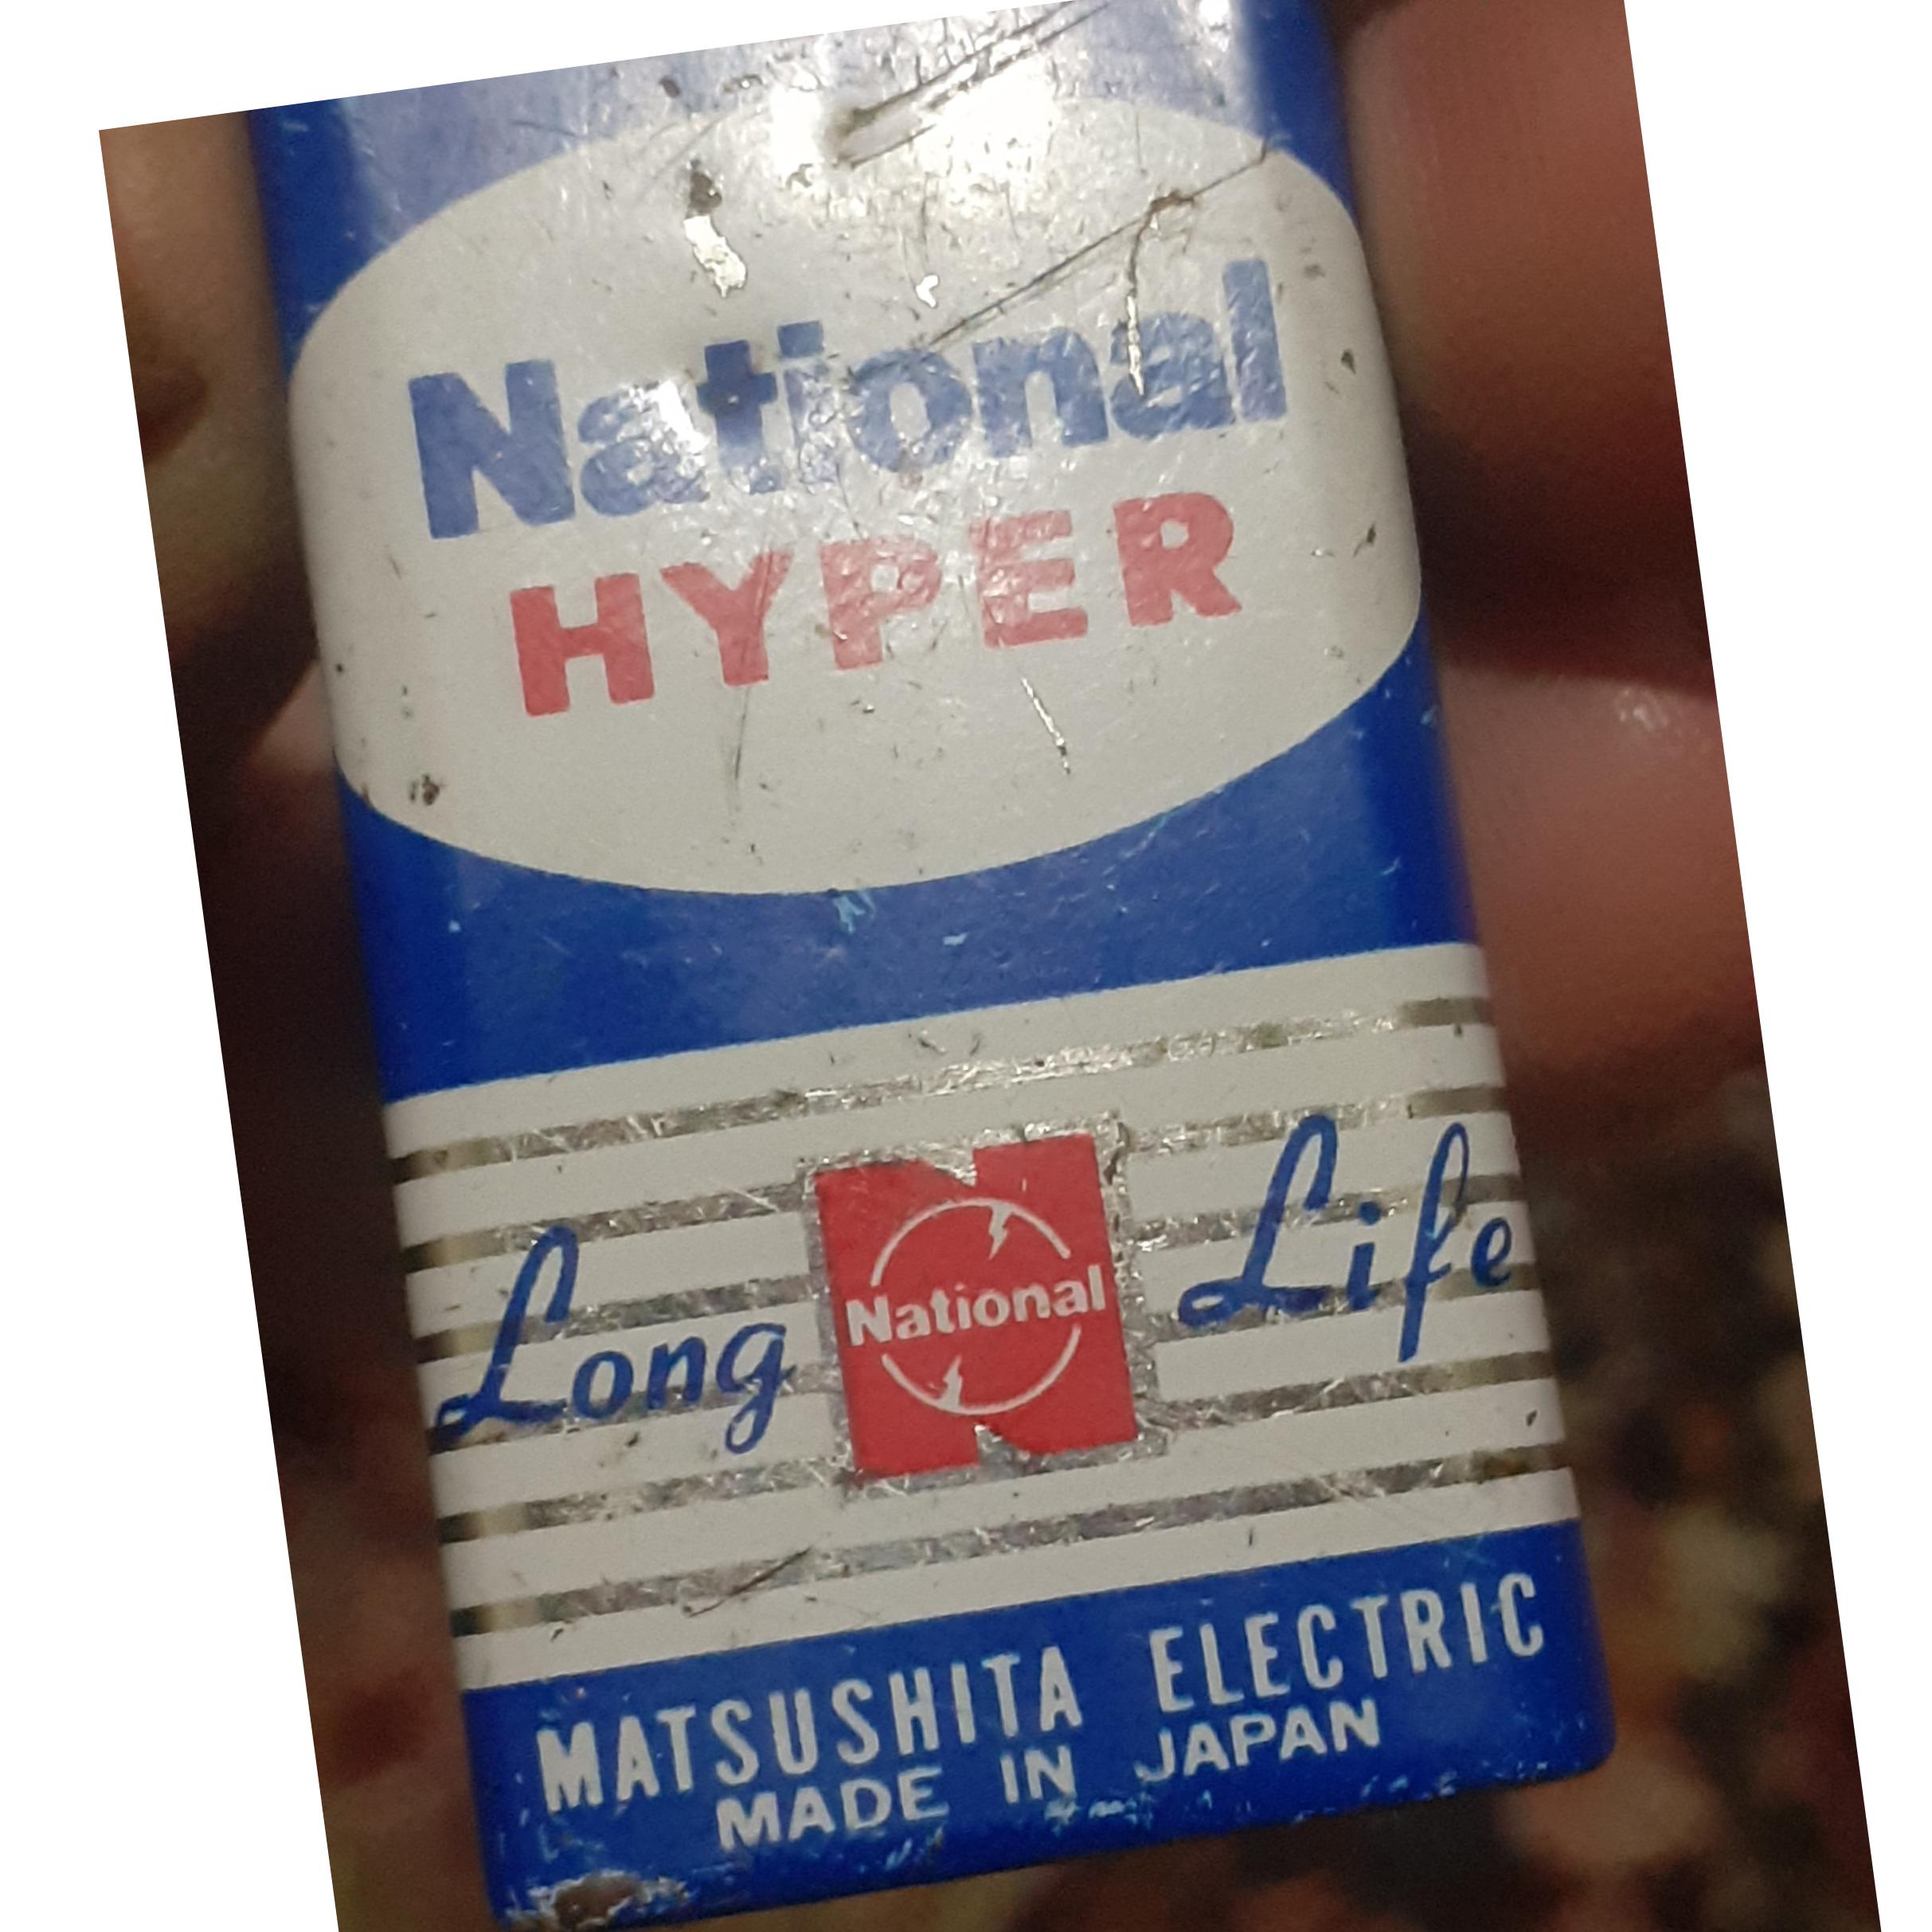 National
HYPER
Long National Life
MATSUSHITA ELECTRIC
MADE IN JAPAN